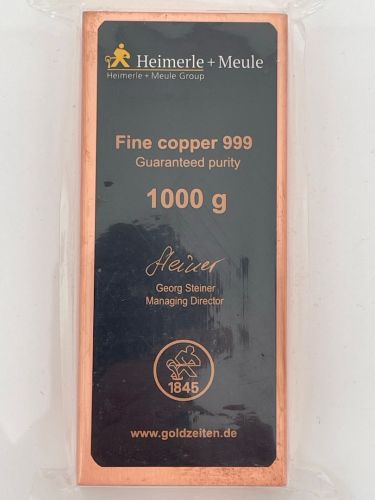 Heimerle + Meule
Heimerle + Meule Group
Fine copper 999
Guaranteed purity
1000 g
Steiner
Georg Steiner
Managing Director
1845
www.goldzeiten.de